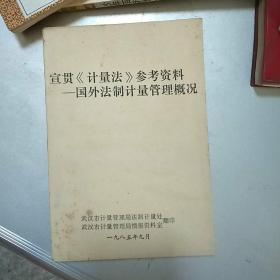 宣贯《计量法》参考资料
—国外法制计量管理概况
武汉市计量管理局法制计量处
武汉市计量管理局情报资料室
翻印
一九八五年九月